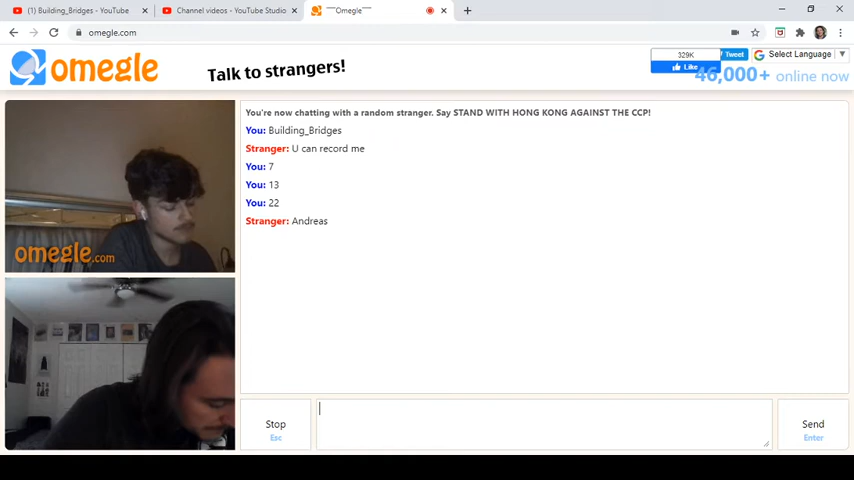 (1) Building_Bridges - YouTube
Channel videos - YouTube Studio
"""Omegle"""
omegle.com
omegle
Talk to strangers!
329K
Like
Tweet
Select Language
46,000+ online now
You're now chatting with a random stranger. Say STAND WITH HONG KONG AGAINST THE CCP!
You: Building_Bridges
Stranger: U can record me
You: 7
You: 13
You: 22
Stranger: Andreas
omegle.com
Stop
Esc
Send
Enter